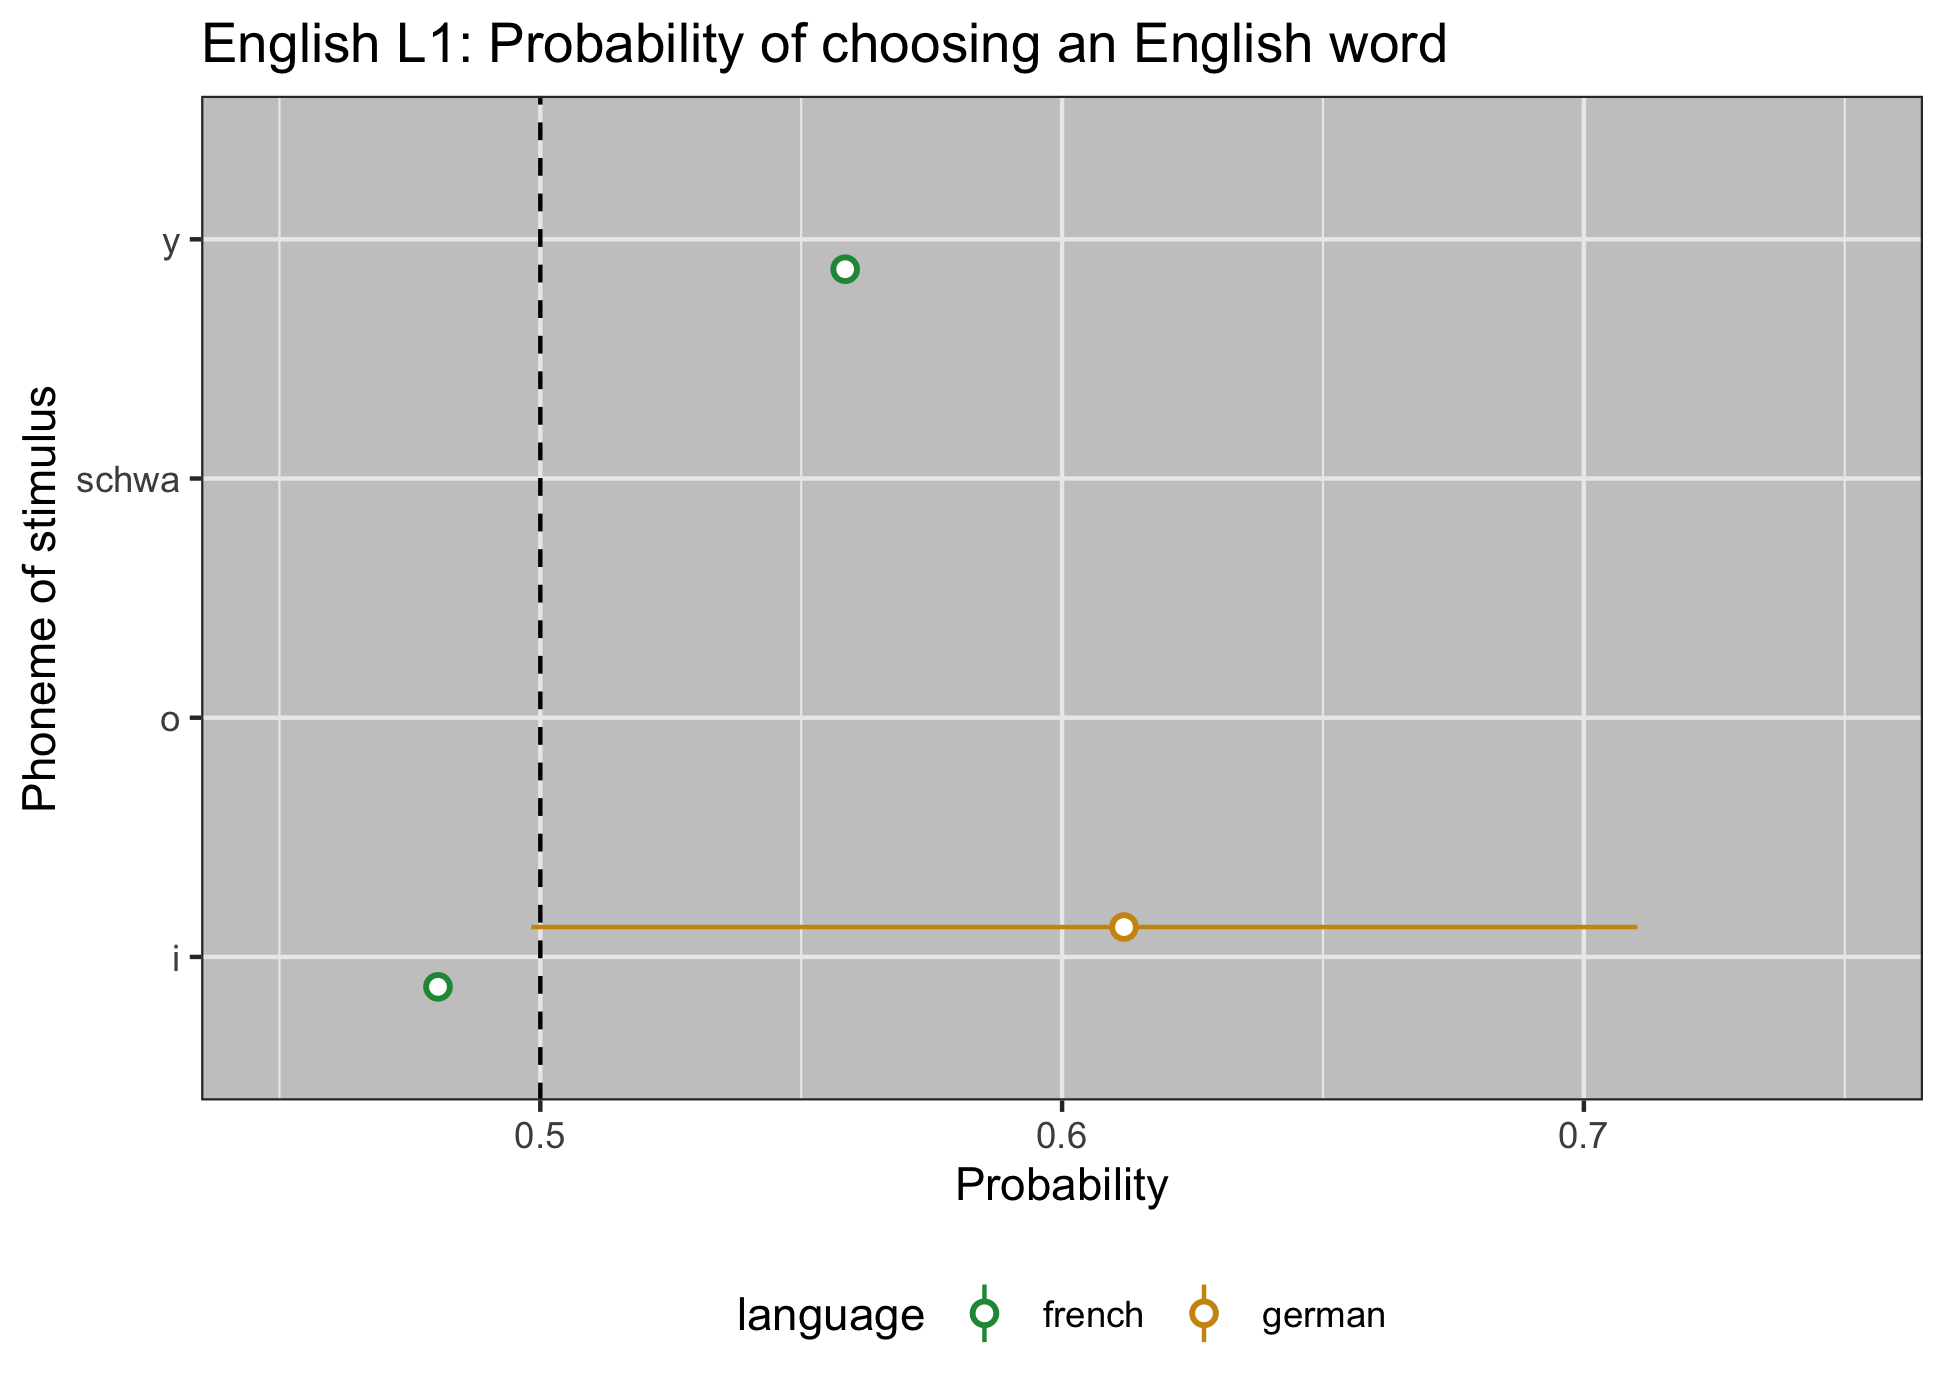 English L1: Probability of choosing an English word
Phoneme of stimulus
y
schwa
o
i
0.5 0.6 0.7
Probability
language french german